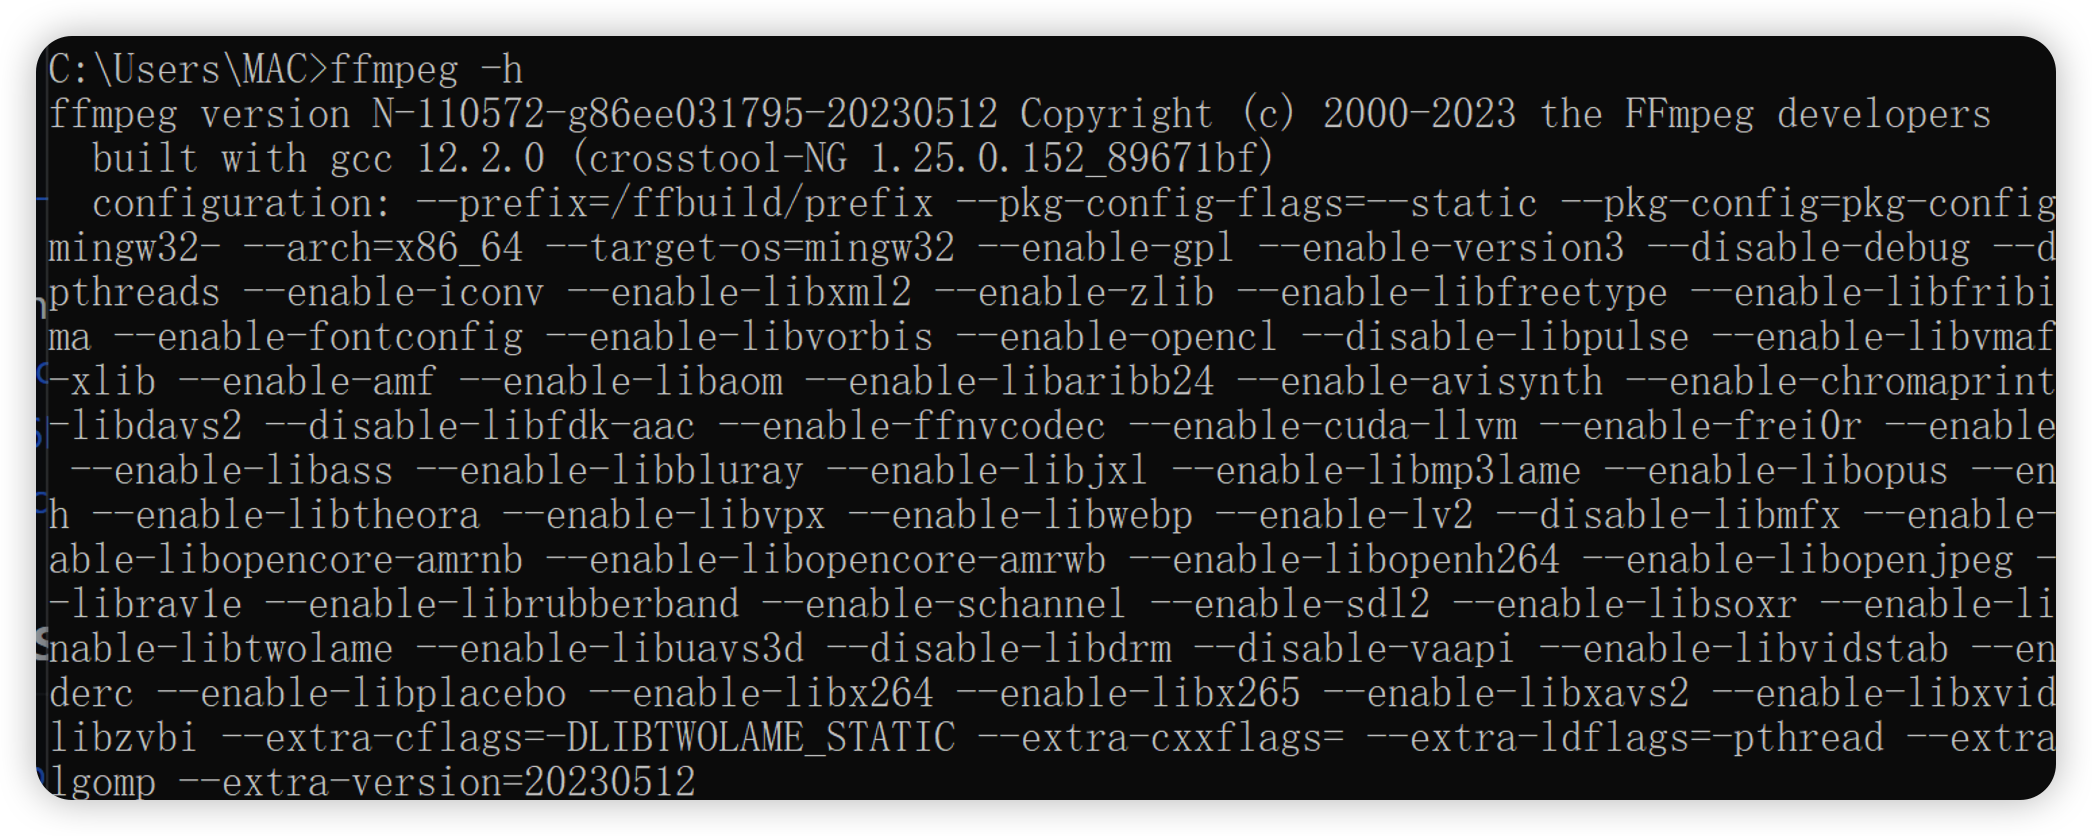 C:\Users\MAC>ffmpeg -h
ffmpeg version N-110572-g86ee031795-20230512 Copyright (c) 2000-2023 the FFmpeg developers
  built with gcc 12.2.0 (crosstool-NG 1.25.0.152_89671bf)
  configuration: --prefix=/ffbuild/prefix --pkg-config-flags=--static --pkg-config=pkg-config
mingw32- --arch=x86_64 --target-os=mingw32 --enable-gpl --enable-version3 --disable-debug --d
pthreads --enable-iconv --enable-libxml2 --enable-zlib --enable-libfreetype --enable-libfribi
ma --enable-fontconfig --enable-libvorbis --enable-opencl --disable-libpulse --enable-libvmaf
-xlib --enable-amf --enable-libaom --enable-libaribb24 --enable-avisynth --enable-chromaprint
-libdavs2 --disable-libfdk-aac --enable-ffnvcodec --enable-cuda-llvm --enable-frei0r --enable
 --enable-libass --enable-libbluray --enable-libjxl --enable-libmp3lame --enable-libopus --en
h --enable-libtheora --enable-libvpx --enable-libwebp --enable-lv2 --disable-libmfx --enable-
able-libopencore-amrnb --enable-libopencore-amrwb --enable-libopenh264 --enable-libopenjpeg -
-librav1e --enable-librubberband --enable-schannel --enable-sdl2 --enable-libsoxr --enable-li
nable-libtwolame --enable-libuavs3d --disable-libdrm --disable-vaapi --enable-libvidstab --en
derc --enable-libplacebo --enable-libx264 --enable-libx265 --enable-libxavs2 --enable-libxvid
libzvbi --extra-cflags=-DLIBTWOLAME_STATIC --extra-cxxflags= --extra-ldflags=-pthread --extra
lgomp --extra-version=20230512